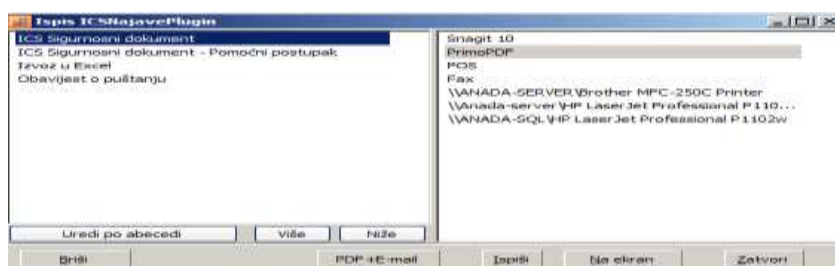 Ispis ICSNajavePlugin
ICS Sigurnosni dokument
ICS Sigurnosni dokument - Pomoćni postupak
Izvoz u Excel
Obavijest o puštanju
Snagit 10
PrimoPDF
POS
Fax
\\ANADA-SERVER\Brother MFC-250C Printer
\\Anada-server\HP LaserJet Professional P110...
\\ANADA-SQL\HP LaserJet Professional P1102w
Uredi po abecedi Više Niže
Briši PDF+E-mail Ispiši Na ekran Zatvori